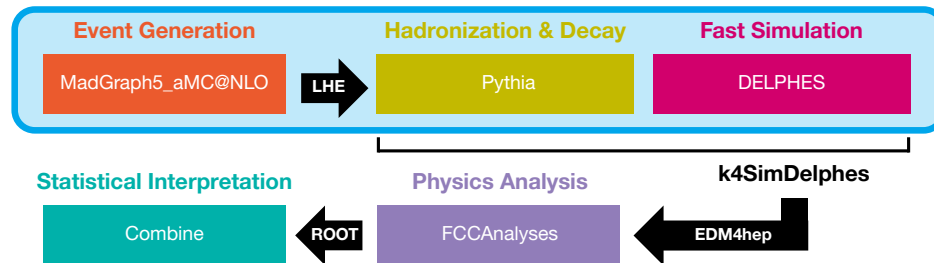 Event Generation
Hadronization & Decay
Fast Simulation
MadGraph5_aMC@NLO
LHE
Pythia
DELPHES
k4SimDelphes
Statistical Interpretation
Physics Analysis
Combine
ROOT
FCCAnalyses
EDM4hep